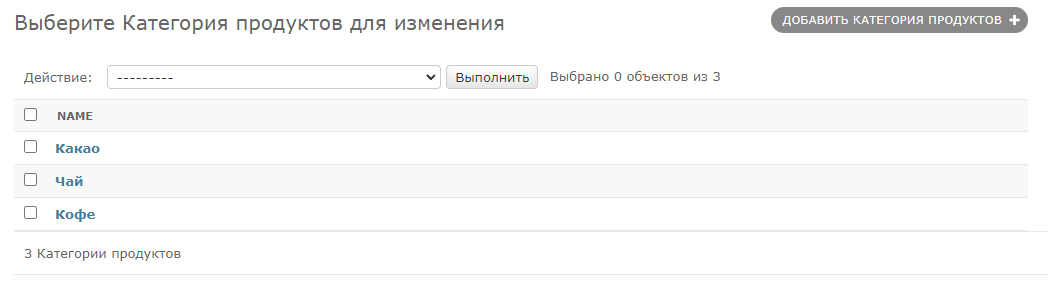 Выберите Категория продуктов для изменения
ДОБАВИТЬ КАТЕГОРИЯ ПРОДУКТОВ +
Действие: --------- Выполнить Выбрано 0 объектов из 3
NAME
Какао
Чай
Кофе
3 Категории продуктов